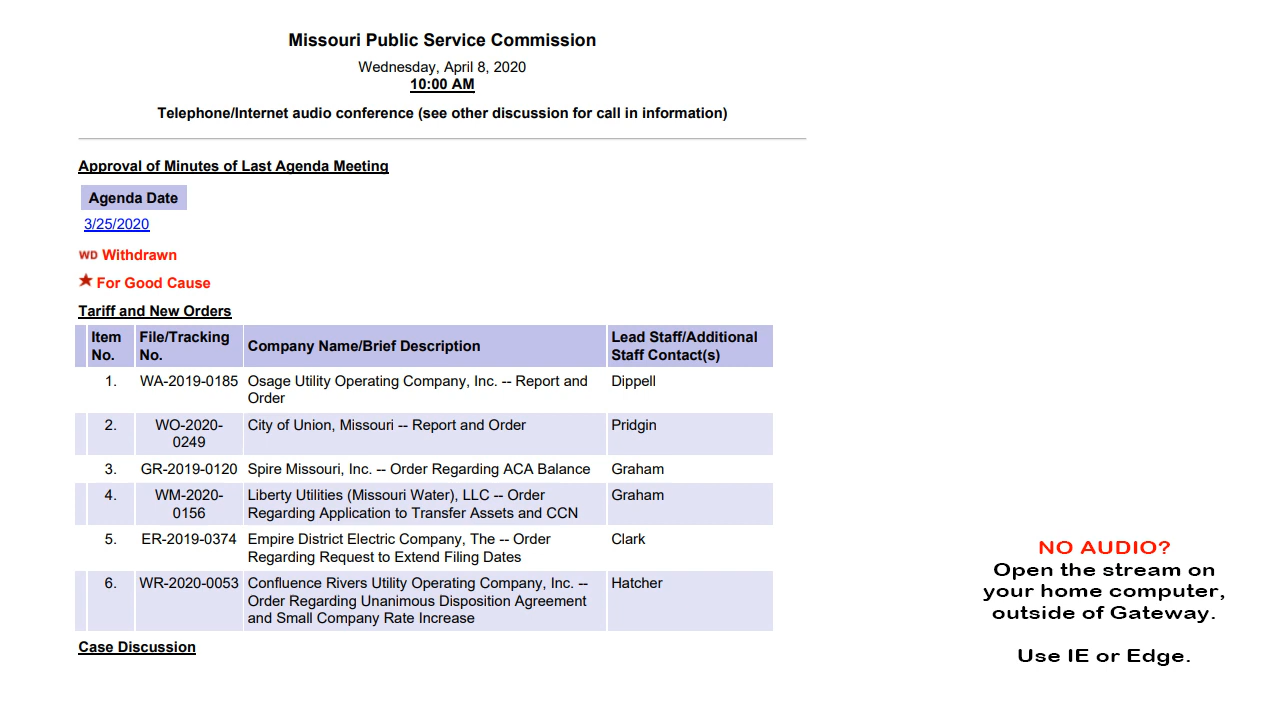 Missouri Public Service Commission
Wednesday, April 8, 2020
10:00 AM
Telephone/Internet audio conference (see other discussion for call in information)
Approval of Minutes of Last Agenda Meeting
Agenda Date
3/25/2020
WD Withdrawn
★ For Good Cause
Tariff and New Orders
Item No. File/Tracking No. Company Name/Brief Description Lead Staff/Additional Staff Contact(s)
1. WA-2019-0185 Osage Utility Operating Company, Inc. -- Report and Dippell
Order
2. WO-2020- City of Union, Missouri -- Report and Order Pridgin
0249
3. GR-2019-0120 Spire Missouri, Inc. -- Order Regarding ACA Balance Graham
4. WM-2020- Liberty Utilities (Missouri Water), LLC -- Order Graham
0156 Regarding Application to Transfer Assets and CCN
5. ER-2019-0374 Empire District Electric Company, The -- Order Clark
Regarding Request to Extend Filing Dates
6. WR-2020-0053 Confluence Rivers Utility Operating Company, Inc. -- Hatcher
Order Regarding Unanimous Disposition Agreement
and Small Company Rate Increase
Case Discussion
NO AUDIO?
Open the stream on
your home computer,
outside of Gateway.
Use IE or Edge.